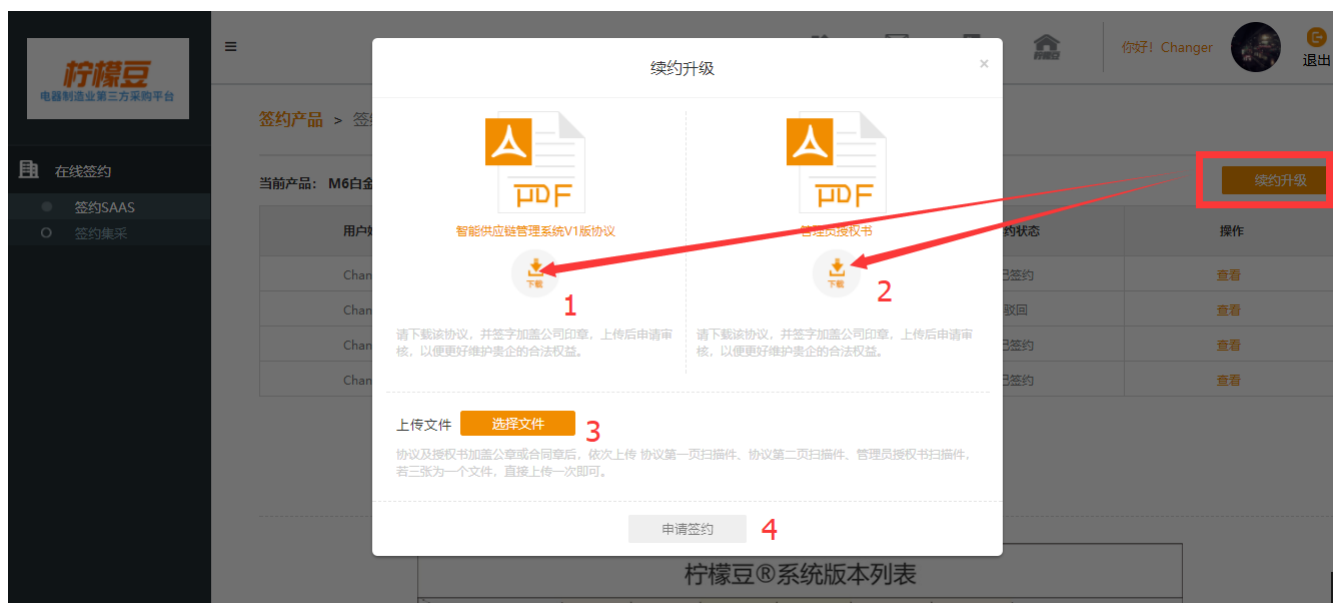 柠檬豆
电器制造业第三方采购平台
≡
你好！Changer
退出
在线签约
签约SAAS
签约集采
签约产品 >
当前产品： M6白金
续约升级
用户
约状态
操作
Chan
已签约
查看
Chan
驳回
查看
Chan
已签约
查看
Chan
已签约
查看
续约升级
×
PDF
PDF
智能供应链管理系统V1版协议
管理员授权书
下载
下载
1
2
请下载该协议，并签字加盖公司印章，上传后申请审
核，以便更好维护贵企的合法权益。
请下载该协议，并签字加盖公司印章，上传后申请审
核，以便更好维护贵企的合法权益。
上传文件
选择文件
3
协议及授权书加盖公章或合同章后，依次上传 协议第一页扫描件、协议第二页扫描件、管理员授权书扫描件，
若三张为一个文件，直接上传一次即可。
申请签约
4
柠檬豆®系统版本列表